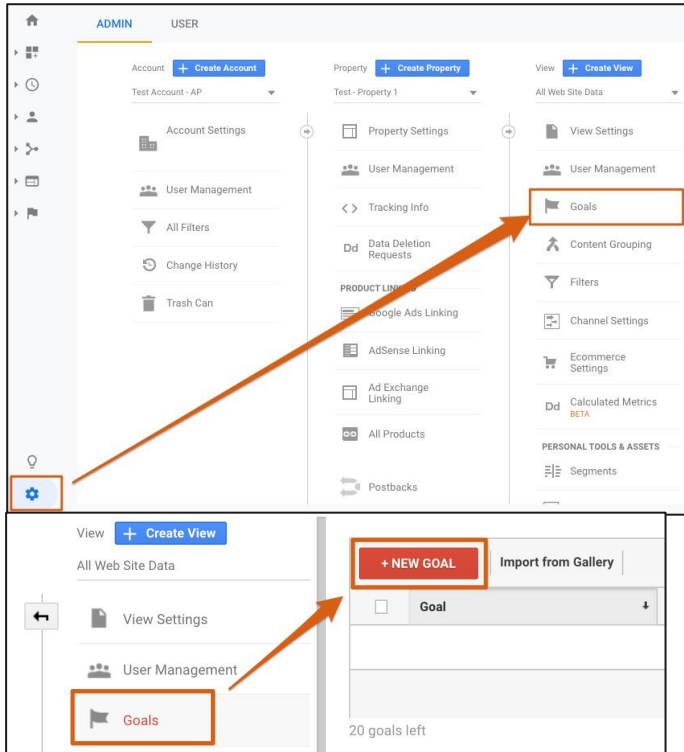 ADMIN USER
Account + Create Account
Test Account - AP
Account Settings
User Management
All Filters
Change History
Trash Can
Property + Create Property
Test - Property 1
Property Settings
User Management
<> Tracking Info
Dd Data Deletion
Requests
PRODUCT LINKING
Google Ads Linking
AdSense Linking
Ad Exchange
Linking
All Products
Postbacks
View + Create View
All Web Site Data
View Settings
User Management
Goals
Content Grouping
Filters
Channel Settings
Ecommerce
Settings
Dd Calculated Metrics
BETA
PERSONAL TOOLS & ASSETS
Segments
View + Create View
All Web Site Data
View Settings
User Management
Goals
+ NEW GOAL Import from Gallery
Goal
20 goals left